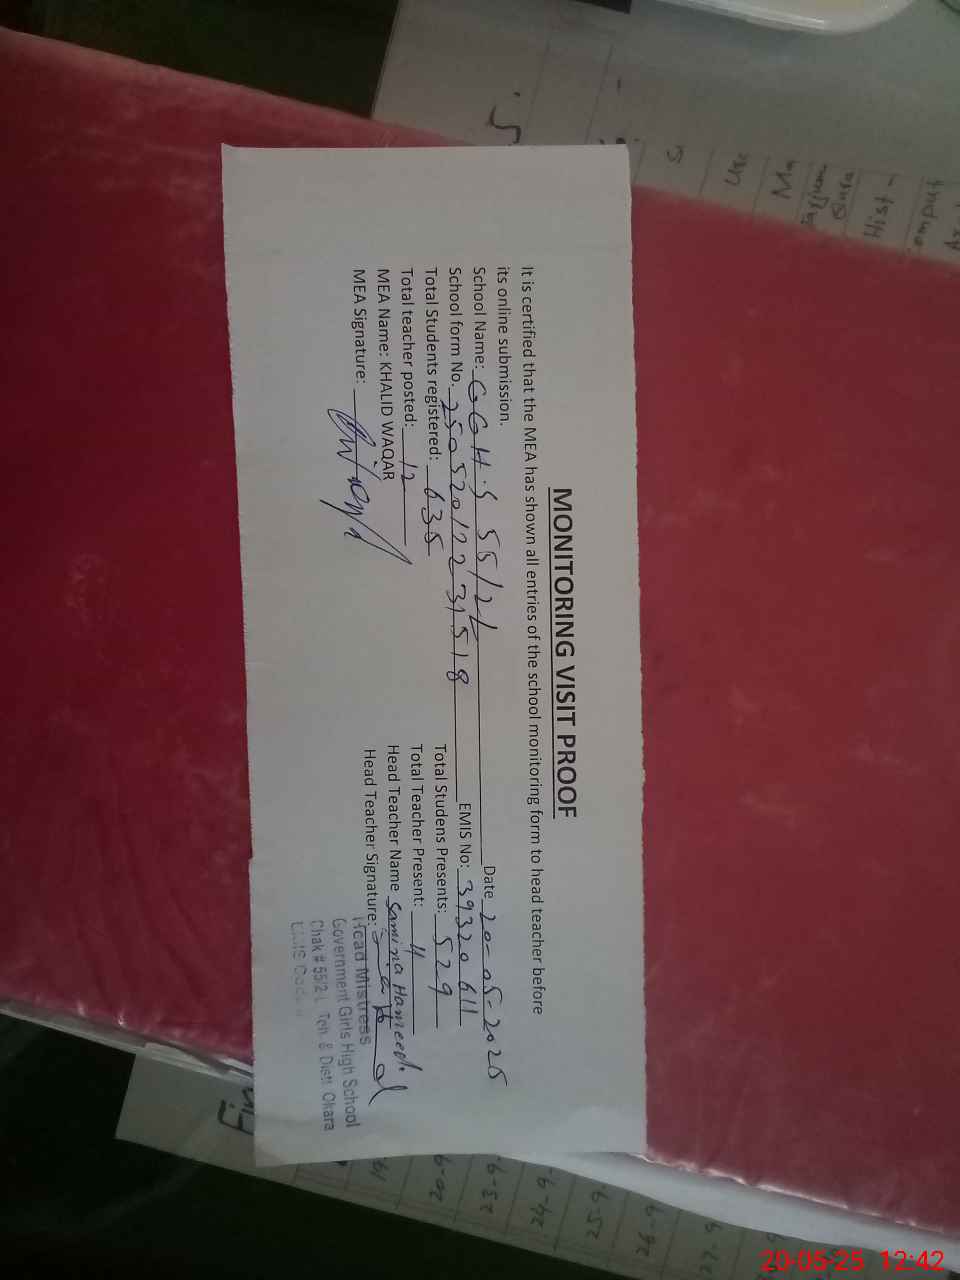 MONITORING VISIT PROOF
It is certified that the MEA has shown all entries of the school monitoring form to head teacher before
its online submission.
School Name: GGHS 55/2L Date 20-05-2025
School form No. 25052012231518 EMIS No: 39320611
Total Students registered: 635 Total Studens Presents: 529
Total teacher posted: 12 Total Teacher Present: 11
MEA Name: KHALID WAQAR Head Teacher Name Samina Hameed
MEA Signature: Head Teacher Signature:
Head Mistress
Government Girls High School
Chak # 55/2-L Teh & Distt Okara
20-05-25 12:42